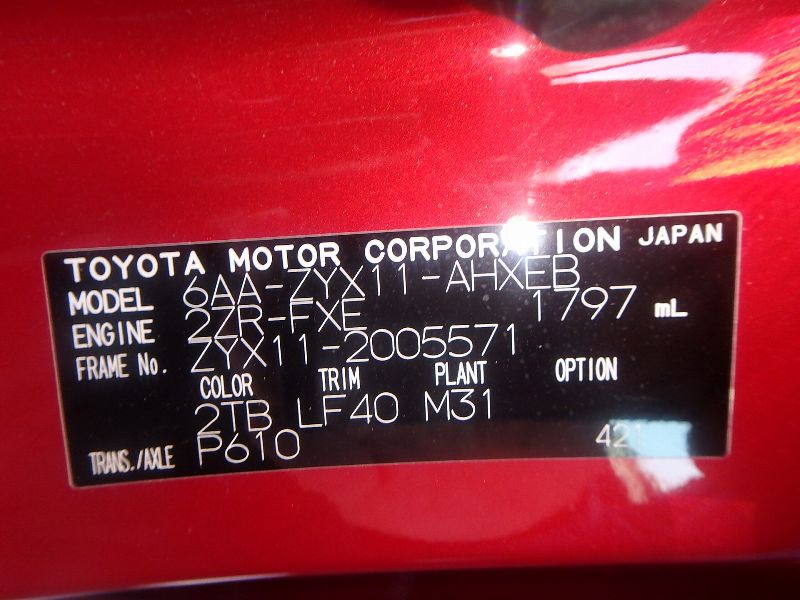 TOYOTA MOTOR CORPORATION JAPAN
MODEL 6AA-ZYX11-AHXEB
ENGINE 2ZR-FXE 1797 mL
FRAME No. ZYX11-2005571
COLOR TRIM PLANT OPTION
2TB LF40 M31
TRANS./AXLE P610 421